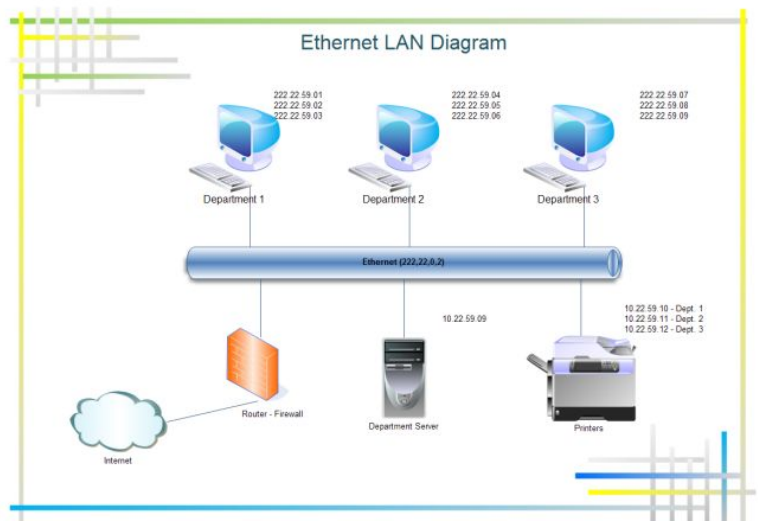 Ethernet LAN Diagram
222.22.59.01
222.22.59.02
222.22.59.03
222.22.59.04
222.22.59.05
222.22.59.06
222.22.59.07
222.22.59.08
222.22.59.09
Department 1
Department 2
Department 3
Ethernet (222,22,0,2)
10.22.59.09
10.22.59.10 - Dept. 1
10.22.59.11 - Dept. 2
10.22.59.12 - Dept. 3
Router - Firewall
Department Server
Printers
Internet